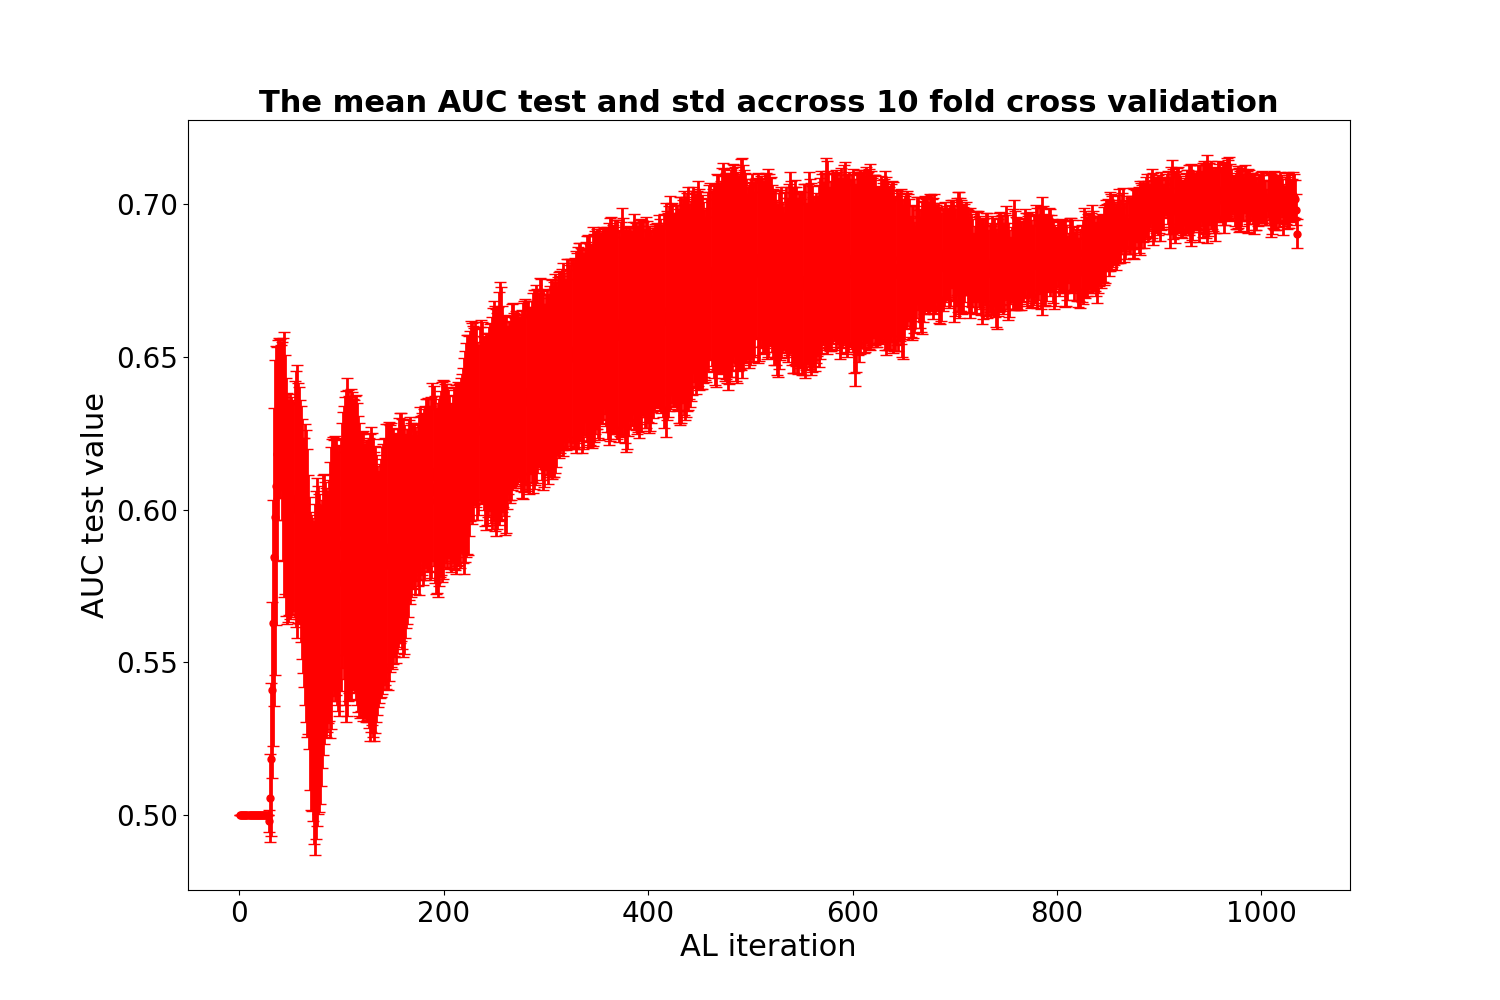 The mean AUC test and std accross 10 fold cross validation
0.70
0.65
0.60
0.55
0.50
AUC test value
0 200 400 600 800 1000
AL iteration